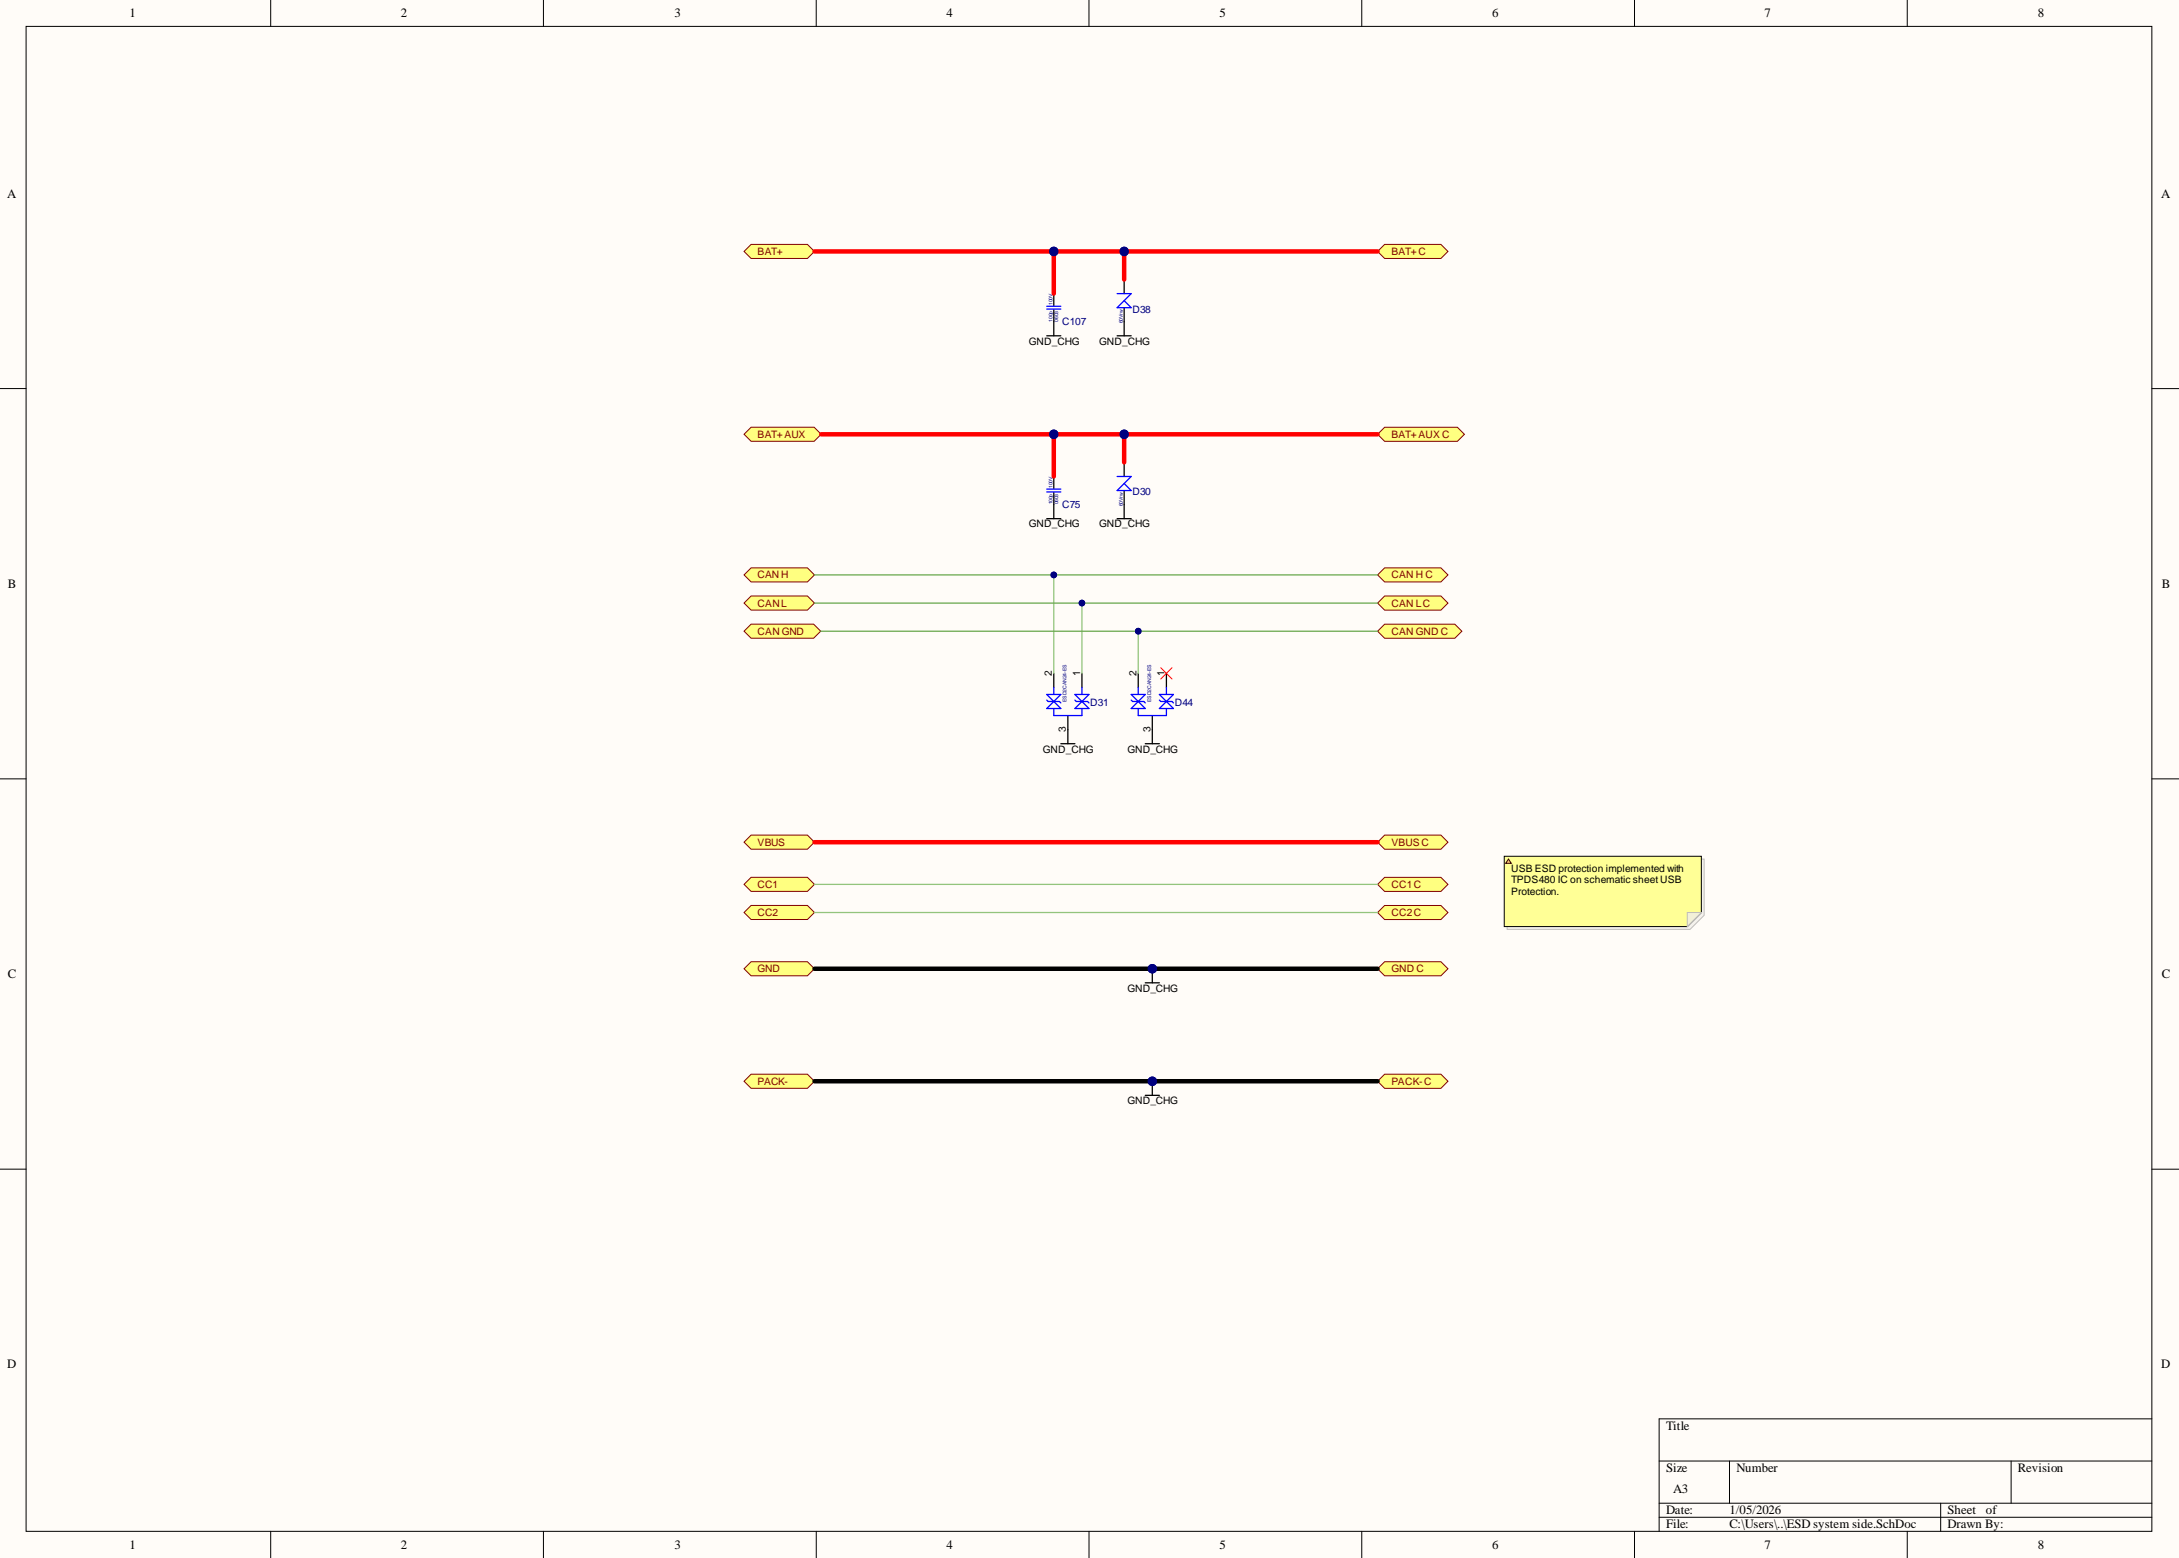 1 2 3 4 5 6 7 8
A A
BAT+ BAT+ C
C107 D38
GND_CHG GND_CHG
BAT+ AUX BAT+ AUX C
C75 D30
GND_CHG GND_CHG
CAN H CAN H C
B B
CAN L CAN L C
CAN GND CAN GND C
2 1 2 1
D31 D44
3 3
GND_CHG GND_CHG
VBUS VBUS C
USB ESD protection implemented with
TPDS480 IC on schematic sheet USB
Protection.
CC1 CC1 C
CC2 CC2 C
GND GND C
C C
GND_CHG
PACK- PACK- C
GND_CHG
D D
Title
Size Number Revision
A3
Date: 1/05/2026 Sheet of
File: C:\Users\..\ESD system side.SchDoc Drawn By:
1 2 3 4 5 6 7 8